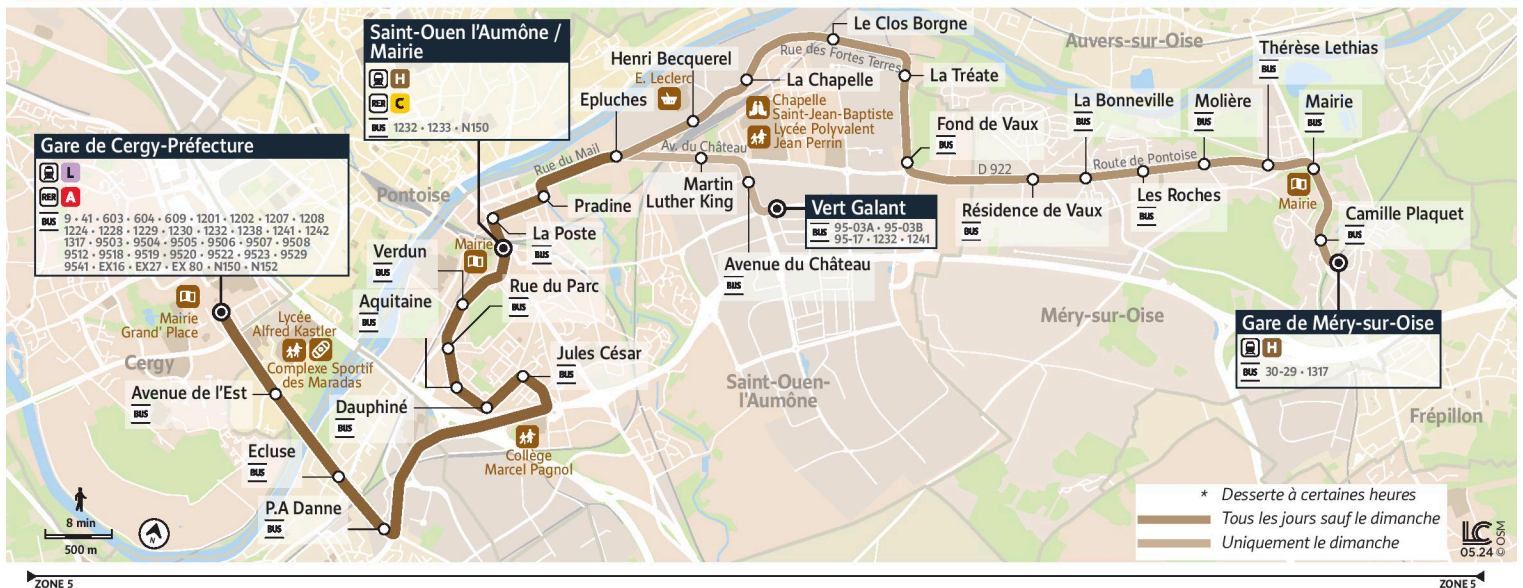 Saint-Ouen l'Aumône /
Mairie
H
RER C
BUS 1232 • 1233 • N150
Gare de Cergy-Préfecture
L
RER A
BUS 9 • 41 • 603 • 604 • 609 • 1201 • 1202 • 1207 • 1208
1224 • 1228 • 1229 • 1230 • 1232 • 1238 • 1241 • 1242
1317 • 9503 • 9504 • 9505 • 9506 • 9507 • 9508
9512 • 9518 • 9519 • 9520 • 9522 • 9523 • 9529
9541 • EX16 • EX27 • EX 80 • N150 • N152
Mairie
Grand' Place
Lycée
Alfred Kastler
Complexe Sportif
des Maradas
Cergy
Avenue de l'Est
BUS
Ecluse
BUS
P.A Danne
BUS
Pontoise
Mairie
Verdun
BUS
Aquitaine
BUS
Dauphiné
BUS
Rue du Parc
BUS
Jules César
BUS
Collège
Marcel Pagnol
La Poste
BUS
Pradine
Rue du Mail
Epluches
Henri Becquerel
E. Leclerc
La Chapelle
Chapelle
Saint-Jean-Baptiste
Lycée Polyvalent
Jean Perrin
Av. du Château
Martin
Luther King
Vert Galant
BUS 95-03A • 95-03B
95-17 • 1232 • 1241
Avenue du Château
BUS
Saint-Ouen-
l'Aumône
Le Clos Borgne
Rue des Fortes Terres
La Tréate
Fond de Vaux
BUS
D 922
Auvers-sur-Oise
Résidence de Vaux
BUS
La Bonneville
BUS
Route de Pontoise
Les Roches
BUS
Molière
BUS
Thérèse Lethias
BUS
Mairie
BUS
Mairie
Camille Plaquet
BUS
Méry-sur-Oise
Gare de Méry-sur-Oise
H
BUS 30-29 • 1317
Frépillon
* Desserte à certaines heures
Tous les jours sauf le dimanche
Uniquement le dimanche
8 min
500 m
N
LC
05.24 © OSM
ZONE 5
ZONE 5